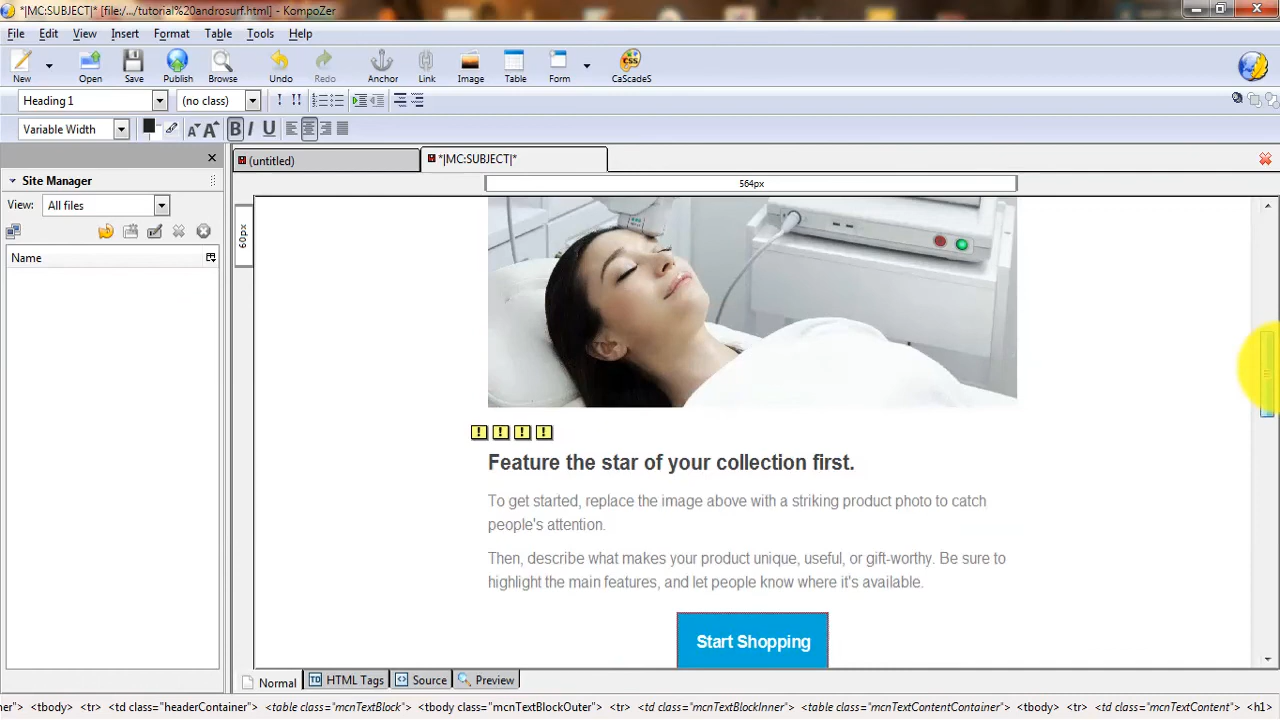 *|MC:SUBJECT|* [file:/.../tutorial%20androsurf.html] - KompoZer
File Edit View Insert Format Table Tools Help
New Open Save Publish Browse Undo Redo Anchor Link Image Table Form CaScadeS
Heading 1 (no class) ! !!
Variable Width B I U
(untitled) *|MC:SUBJECT|*
Site Manager
564px
View: All files
60px
Name
! ! ! !
Feature the star of your collection first.
To get started, replace the image above with a striking product photo to catch
people's attention.
Then, describe what makes your product unique, useful, or gift-worthy. Be sure to
highlight the main features, and let people know where it's available.
Start Shopping
Normal HTML Tags Source Preview
ner"> <tbody> <tr> <td class="headerContainer"> <table class="mcnTextBlock"> <tbody class="mcnTextBlockOuter"> <tr> <td class="mcnTextBlockInner"> <table class="mcnTextContentContainer"> <tbody> <tr> <td class="mcnTextContent"> <h1>